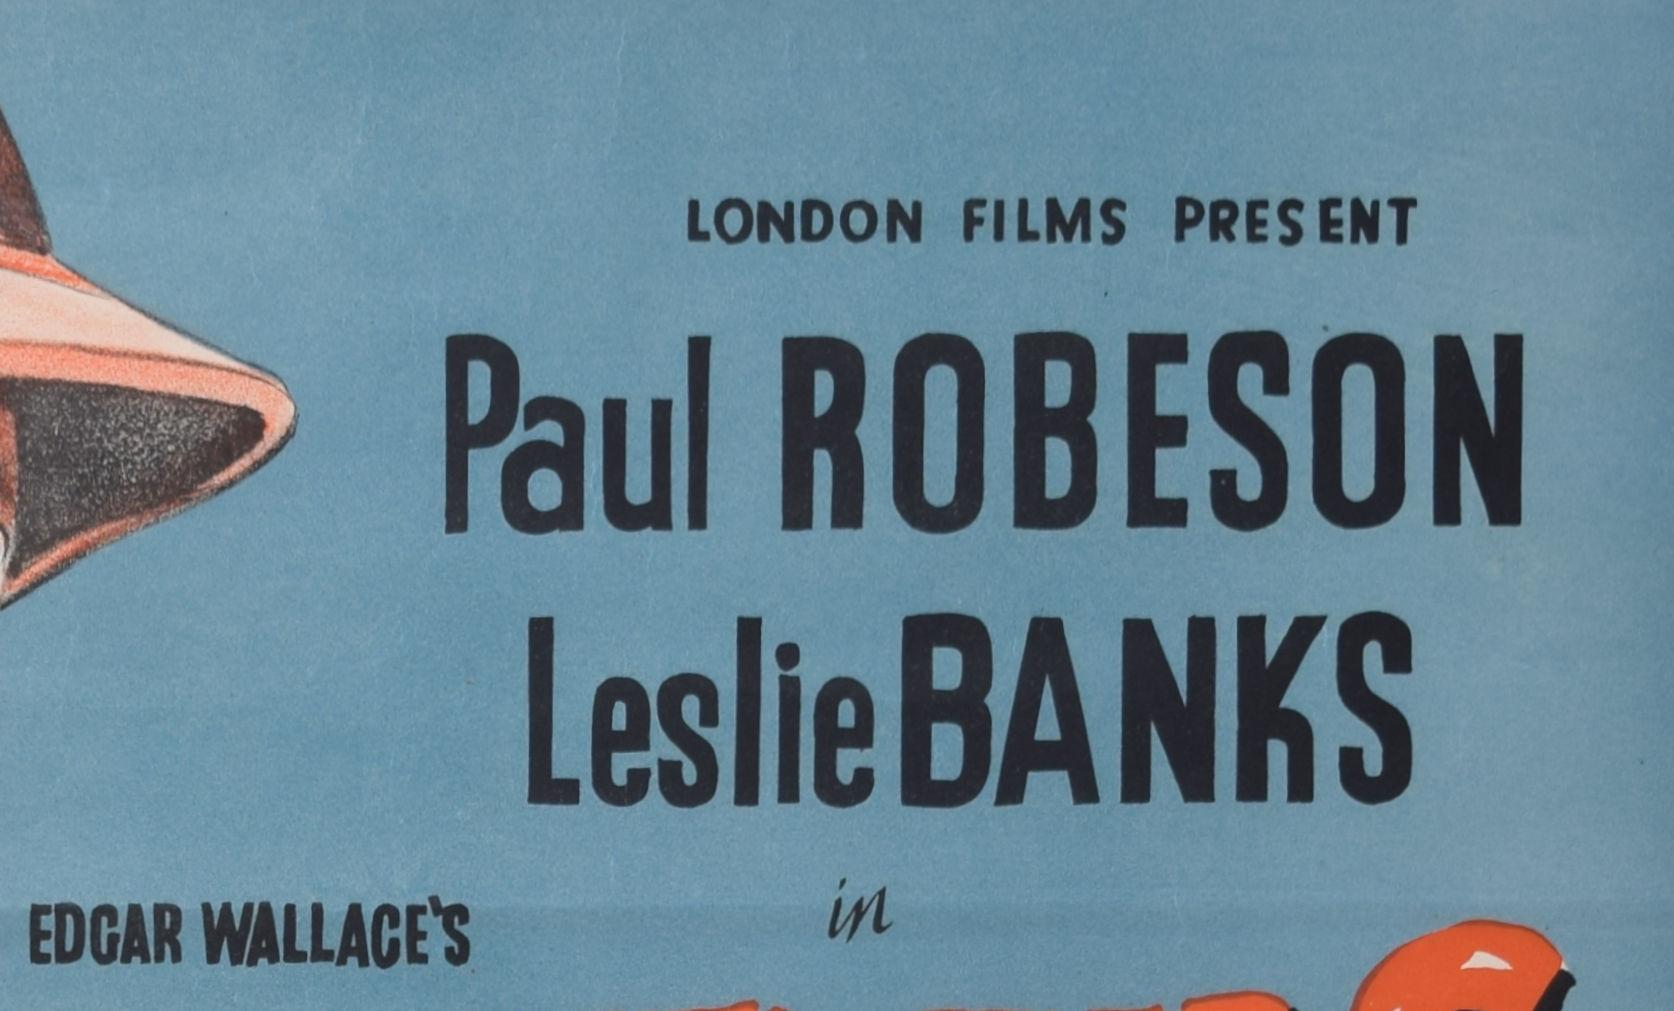 LONDON FILMS PRESENT
Paul ROBESON
Leslie BANKS
in
EDGAR WALLACE'S